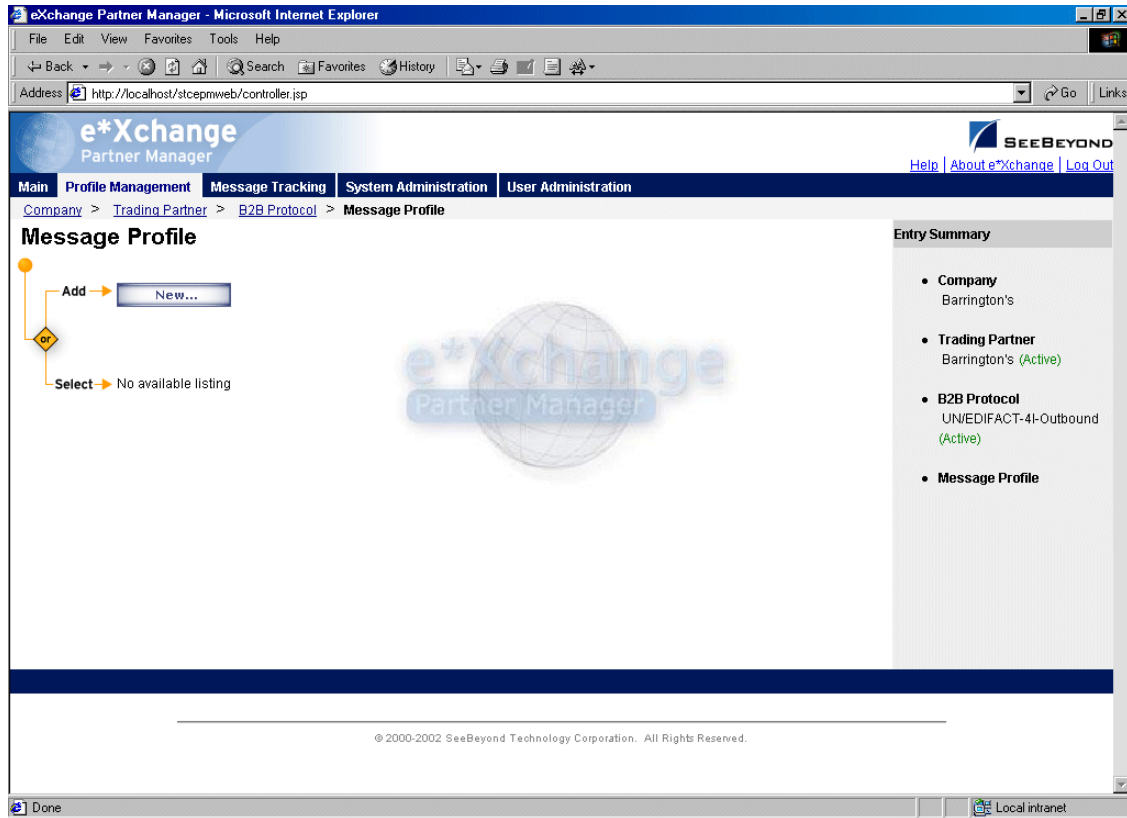 eXchange Partner Manager - Microsoft Internet Explorer
File Edit View Favorites Tools Help
Back Search Favorites History
Address http://localhost/stcepmweb/controller.jsp Go Links
e*Xchange
Partner Manager
SEEBEYOND
Help | About e*Xchange | Log Out
Main Profile Management Message Tracking System Administration User Administration
Company > Trading Partner > B2B Protocol > Message Profile
Message Profile
Entry Summary
Add New...
or
Select No available listing
e*Xchange
Partner Manager
• Company
Barrington's
• Trading Partner
Barrington's (Active)
• B2B Protocol
UN/EDIFACT-4I-Outbound
(Active)
• Message Profile
© 2000-2002 SeeBeyond Technology Corporation. All Rights Reserved.
Done Local intranet